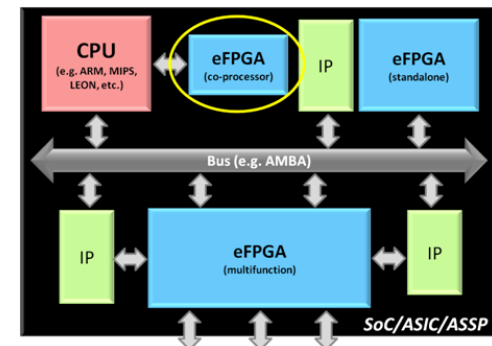 CPU
(e.g. ARM, MIPS,
LEON, etc.)
eFPGA
(co-processor)
IP
eFPGA
(standalone)
Bus (e.g. AMBA)
IP
eFPGA
(multifunction)
IP
SoC/ASIC/ASSP